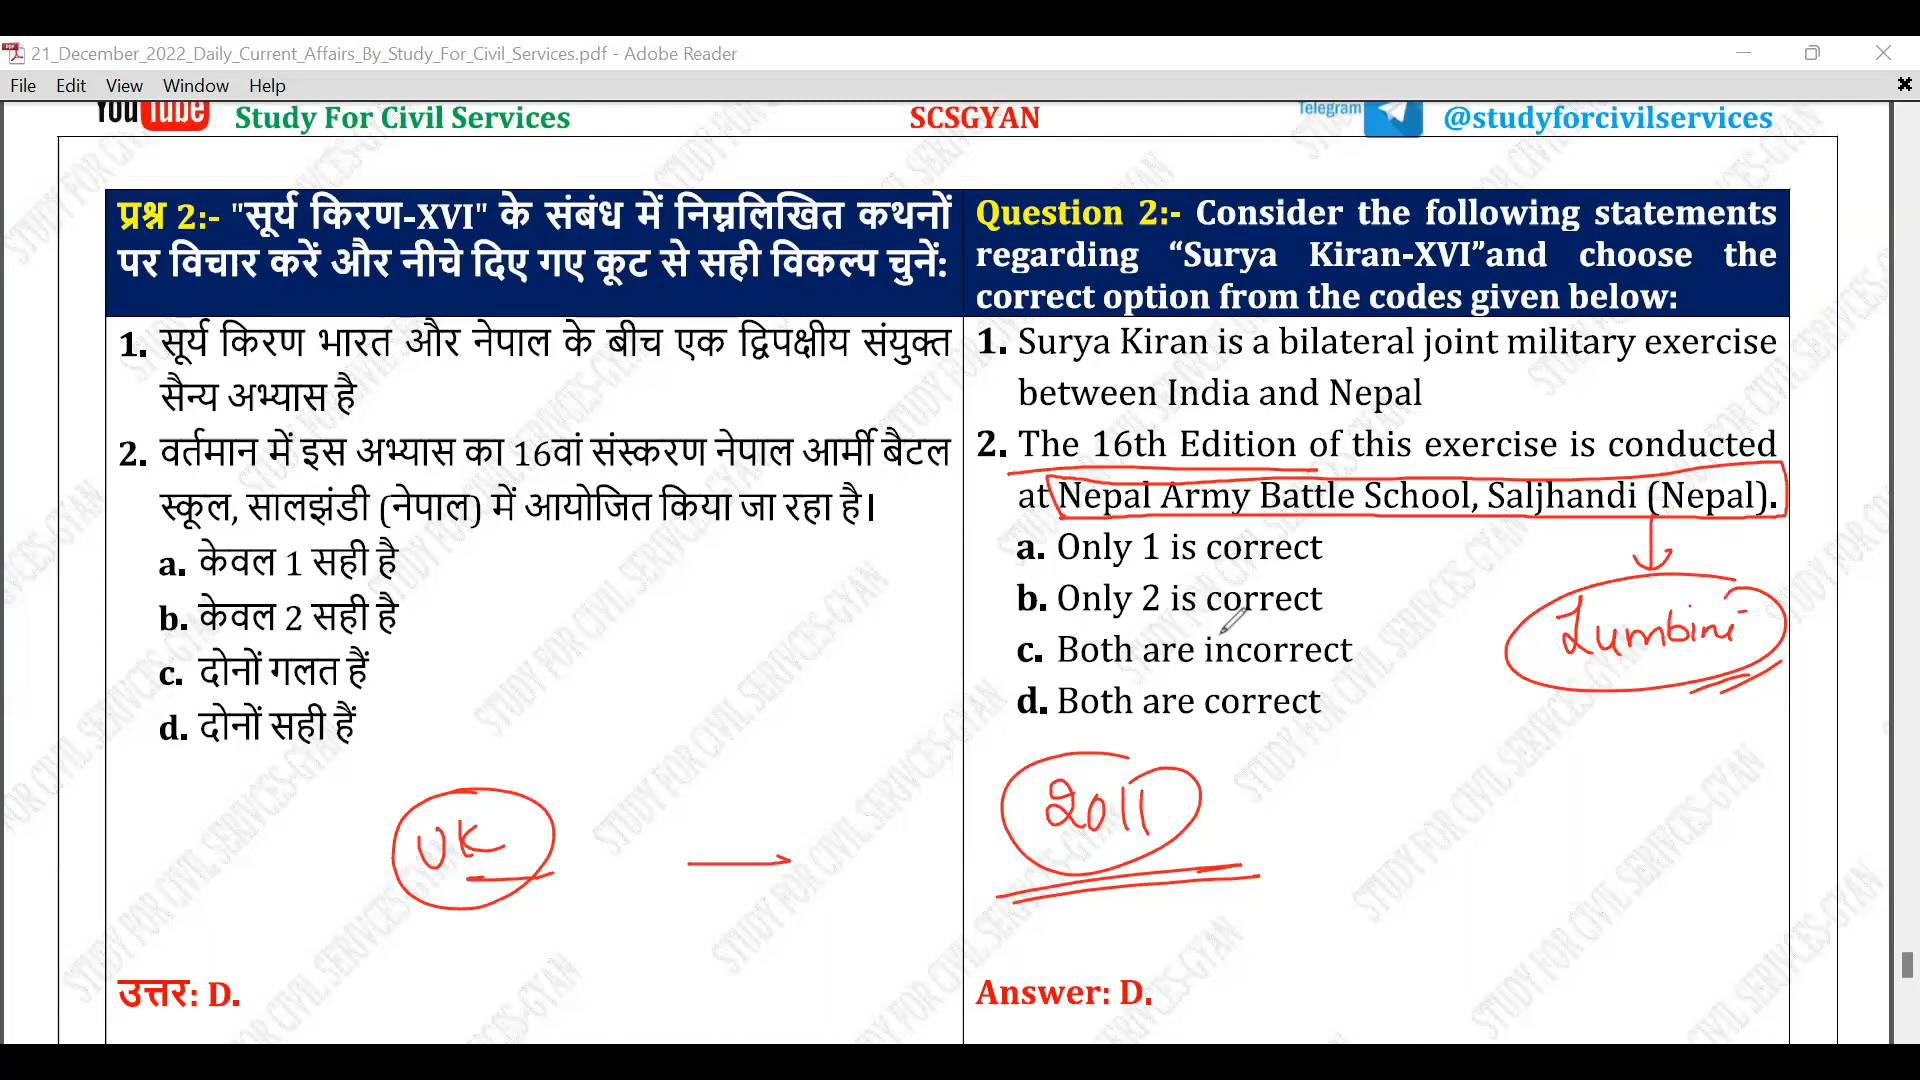 21_December_2022_Daily_Current_Affairs_By_Study_For_Civil_Services.pdf - Adobe Reader
File Edit View Window Help
YouTube Study For Civil Services SCSGYAN Telegram @studyforcivilservices
प्रश्न 2:- "सूर्य किरण-XVI" के संबंध में निम्नलिखित कथनों
पर विचार करें और नीचे दिए गए कूट से सही विकल्प चुनें:
1. सूर्य किरण भारत और नेपाल के बीच एक द्विपक्षीय संयुक्त
सैन्य अभ्यास है
2. वर्तमान में इस अभ्यास का 16वां संस्करण नेपाल आर्मी बैटल
स्कूल, सालझंडी (नेपाल) में आयोजित किया जा रहा है।
a. केवल 1 सही है
b. केवल 2 सही है
c. दोनों गलत हैं
d. दोनों सही हैं
UK
उत्तर: D.
Question 2:- Consider the following statements
regarding “Surya Kiran-XVI”and choose the
correct option from the codes given below:
1. Surya Kiran is a bilateral joint military exercise
between India and Nepal
2. The 16th Edition of this exercise is conducted
at Nepal Army Battle School, Saljhandi (Nepal).
a. Only 1 is correct
b. Only 2 is correct
c. Both are incorrect
d. Both are correct
Lumbini
2011
Answer: D.
STUDY FOR CIVIL SERIVCES-GYAN